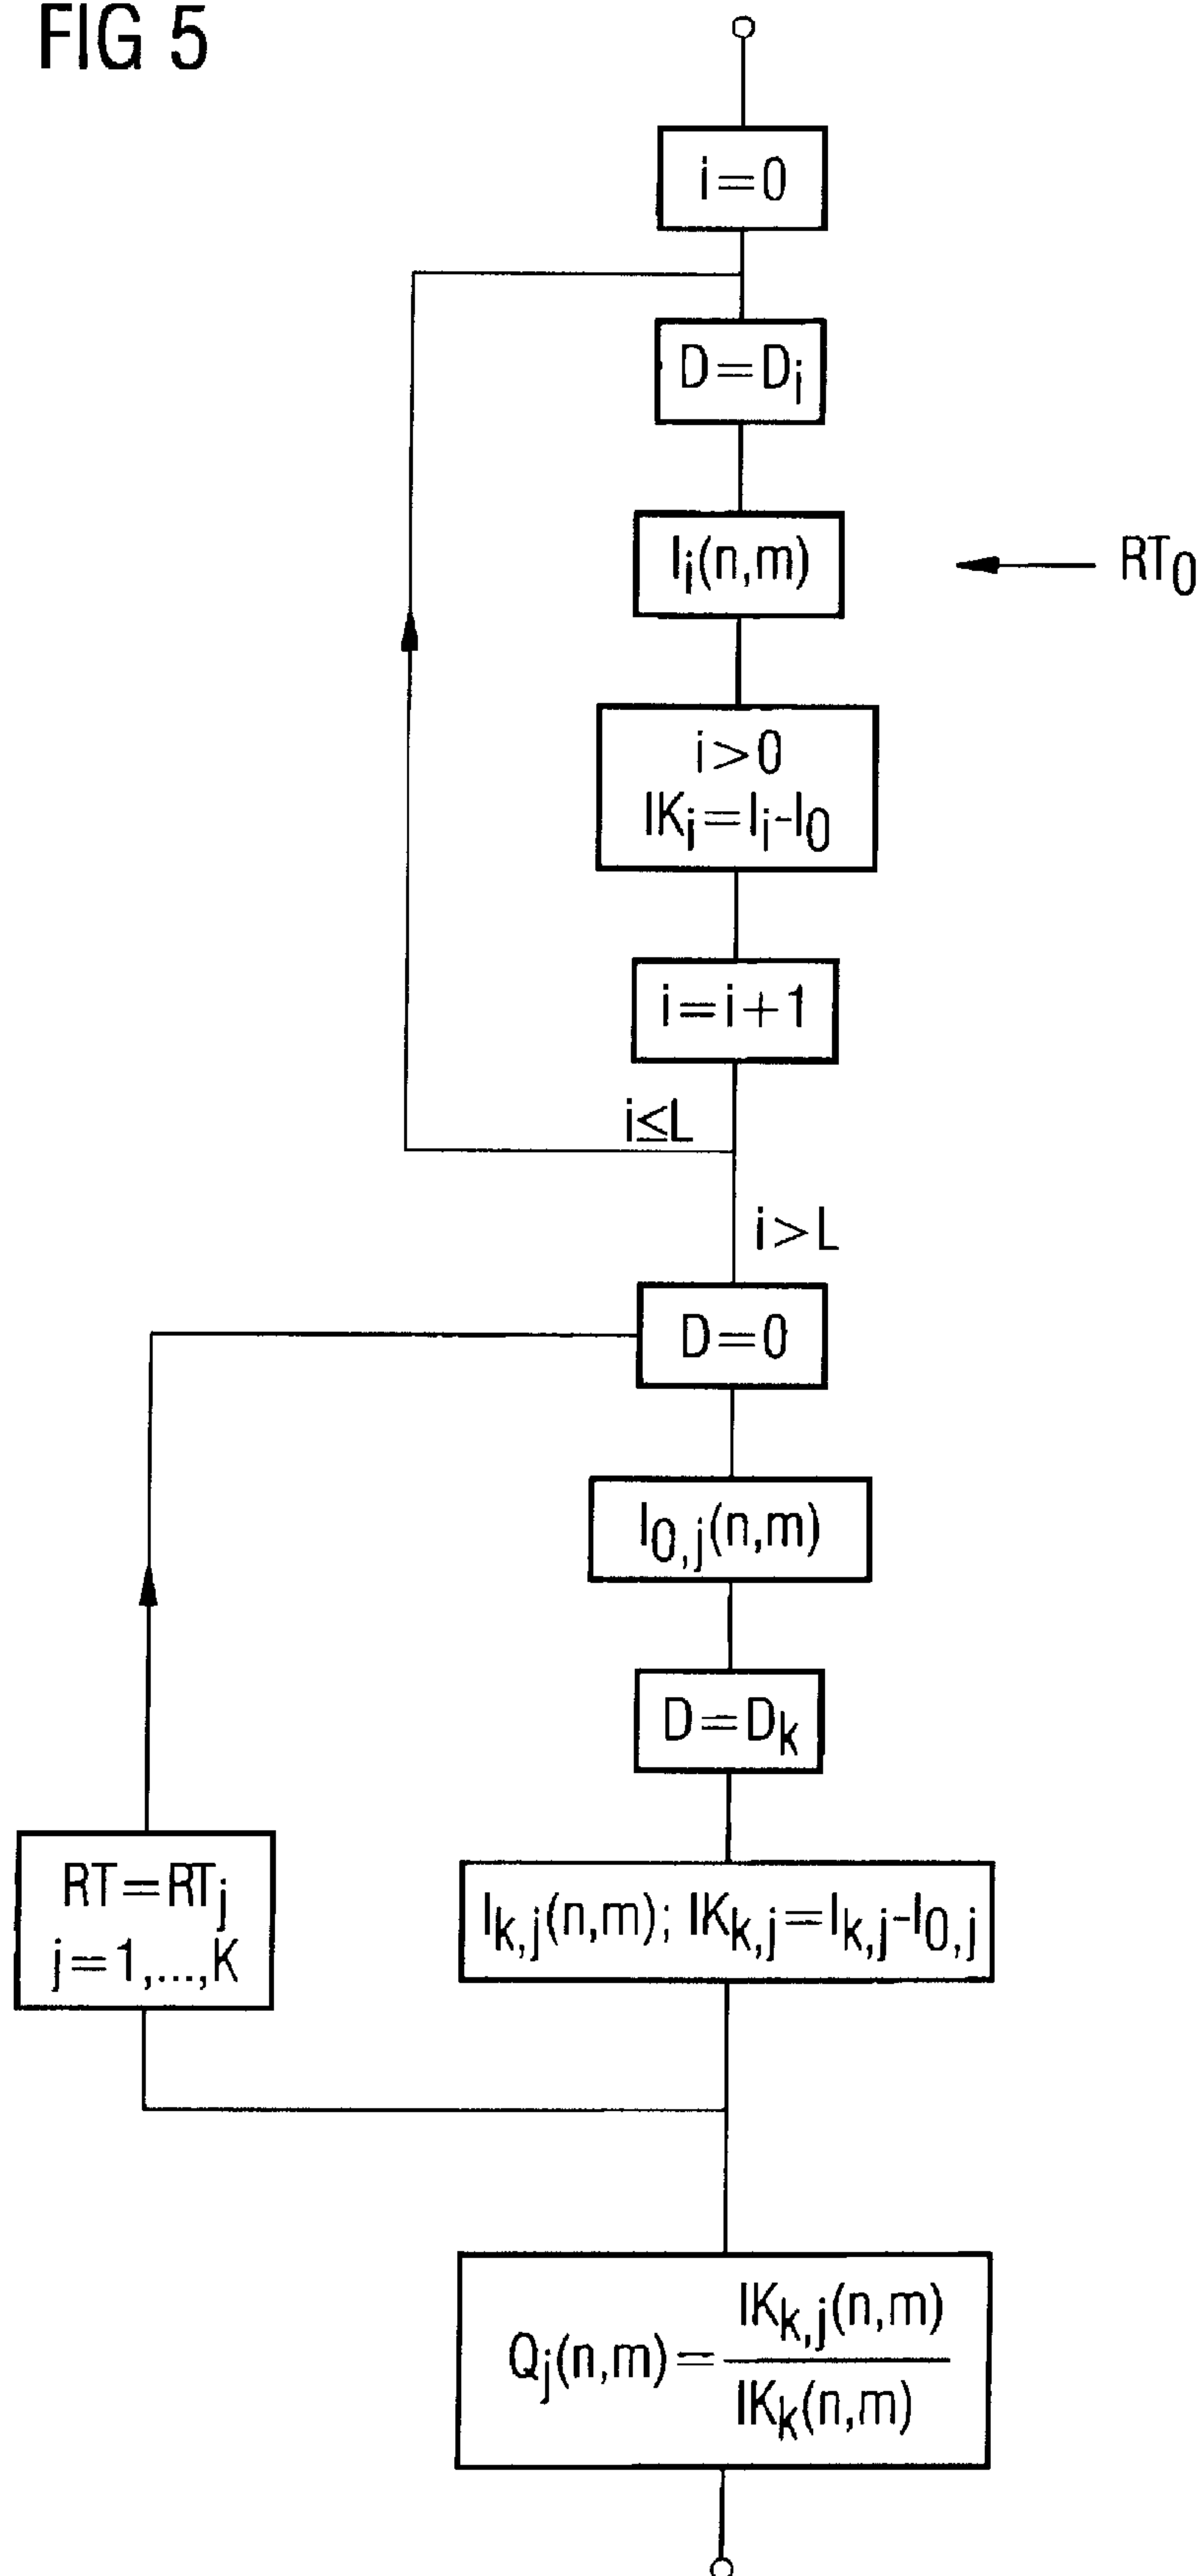 FIG 5
i=0
D=Di
Ii(n,m)
RT0
i>0
IKi=Ii-I0
i=i+1
i≤L
i>L
D=0
I0,j(n,m)
D=Dk
RT=RTj
j=1,...,K
Ik,j(n,m); IKk,j=Ik,j-I0,j
Qj(n,m)=IKk,j(n,m)
IKk(n,m)